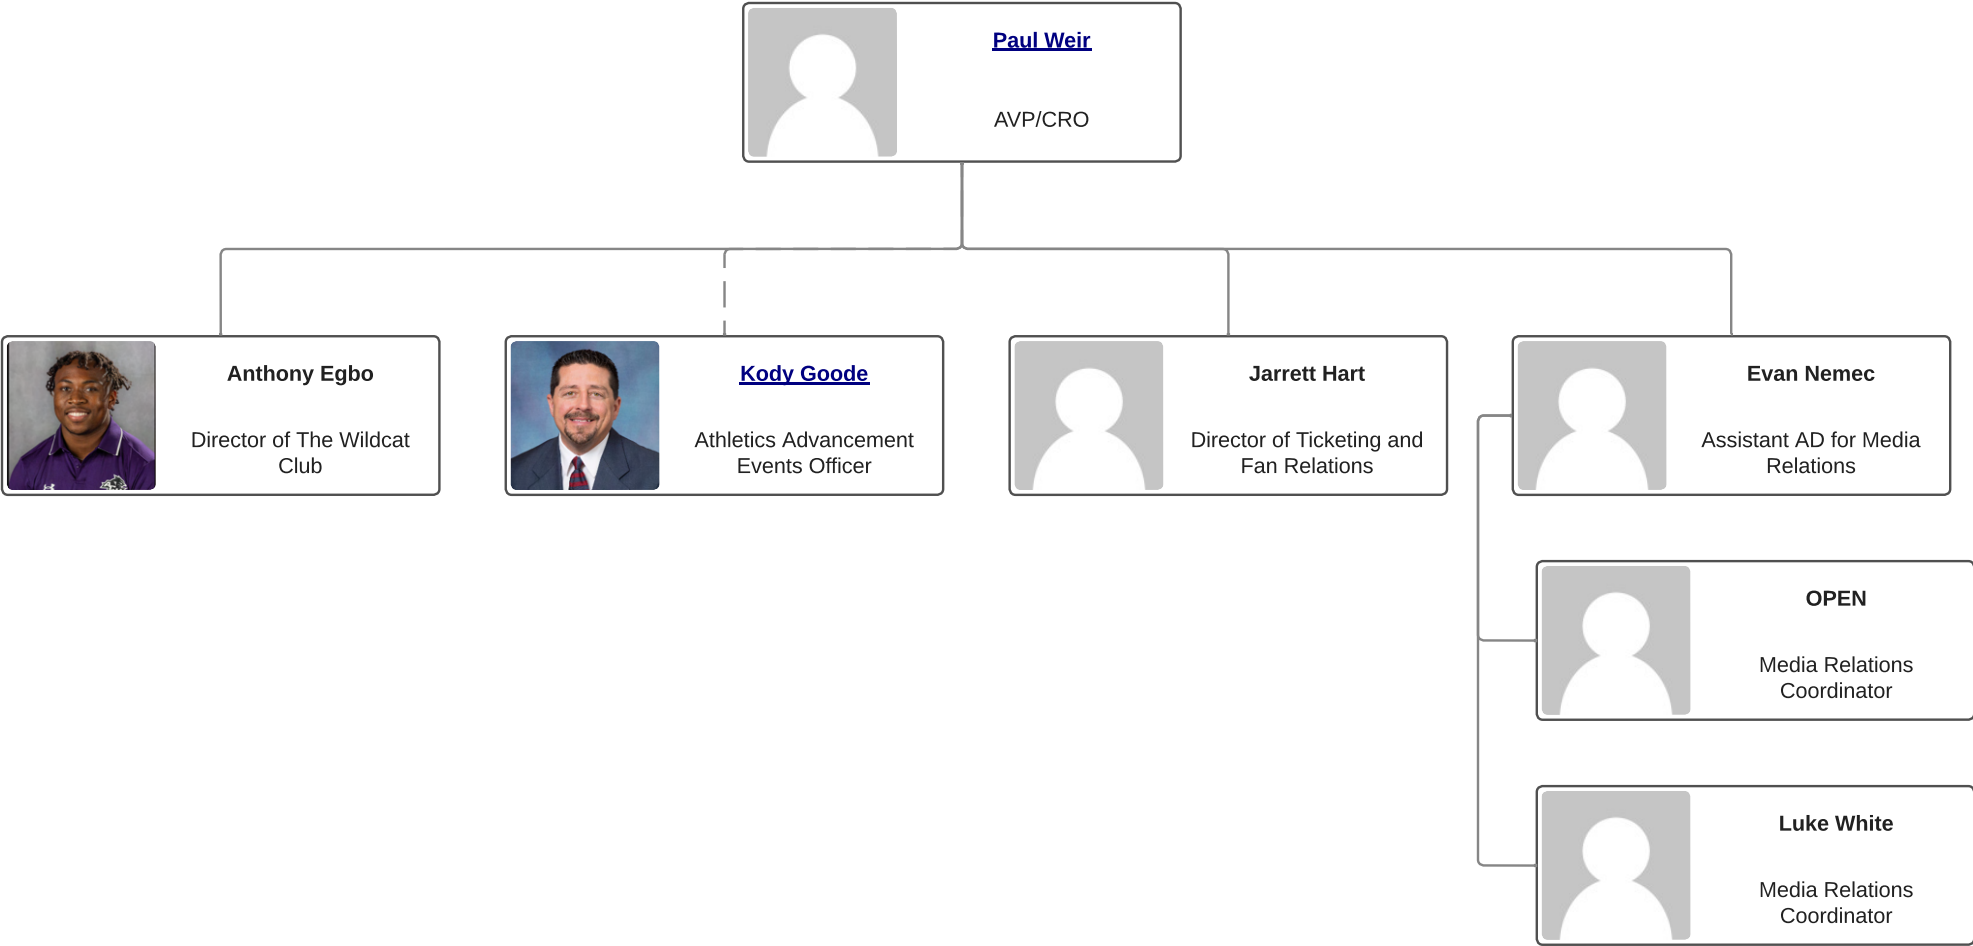 Paul Weir
AVP/CRO
Anthony Egbo
Director of The Wildcat
Club
Kody Goode
Athletics Advancement
Events Officer
Jarrett Hart
Director of Ticketing and
Fan Relations
Evan Nemec
Assistant AD for Media
Relations
OPEN
Media Relations
Coordinator
Luke White
Media Relations
Coordinator